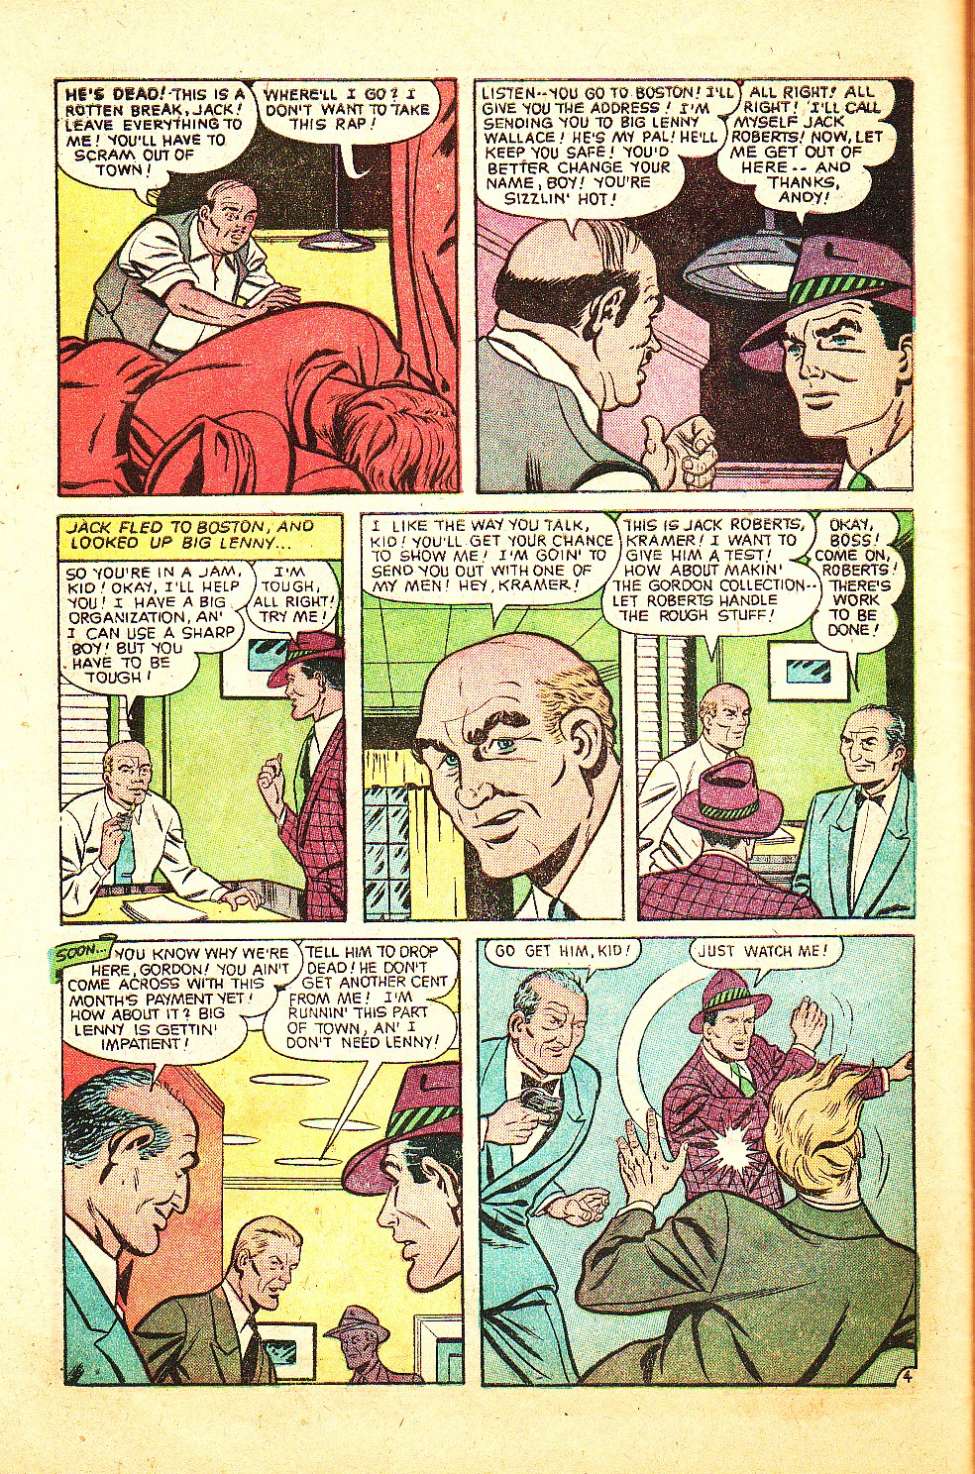 HE'S DEAD! THIS IS A
ROTTEN BREAK, JACK!
LEAVE EVERYTHING TO
ME! YOU'LL HAVE TO
SCRAM OUT OF
TOWN!
WHERE'LL I GO? I
DON'T WANT TO TAKE
THIS RAP!
LISTEN--YOU GO TO BOSTON! I'LL
GIVE YOU THE ADDRESS! I'M
SENDING YOU TO BIG LENNY
WALLACE! HE'S MY PAL! HE'LL
KEEP YOU SAFE! YOU'D
BETTER CHANGE YOUR
NAME, BOY! YOU'RE
SIZZLIN' HOT!
ALL RIGHT! ALL
RIGHT! I'LL CALL
MYSELF JACK
ROBERTS! NOW, LET
ME GET OUT OF
HERE -- AND
THANKS,
ANDY!
JACK FLED TO BOSTON, AND
LOOKED UP BIG LENNY...
SO YOU'RE IN A JAM,
KID! OKAY, I'LL HELP
YOU! I HAVE A BIG
ORGANIZATION, AN'
I CAN USE A SHARP
BOY! BUT YOU
HAVE TO BE
TOUGH!
I'M
TOUGH,
ALL RIGHT!
TRY ME!
I LIKE THE WAY YOU TALK,
KID! YOU'LL GET YOUR CHANCE
TO SHOW ME! I'M GOIN' TO
SEND YOU OUT WITH ONE OF
MY MEN! HEY, KRAMER!
THIS IS JACK ROBERTS,
KRAMER! I WANT TO
GIVE HIM A TEST!
HOW ABOUT MAKIN'
THE GORDON COLLECTION--
LET ROBERTS HANDLE
THE ROUGH STUFF!
OKAY,
BOSS!
COME ON,
ROBERTS!
THERE'S
WORK
TO BE
DONE!
SOON...
YOU KNOW WHY WE'RE
HERE, GORDON! YOU AIN'T
COME ACROSS WITH THIS
MONTH'S PAYMENT YET!
HOW ABOUT IT? BIG
LENNY IS GETTIN'
IMPATIENT!
TELL HIM TO DROP
DEAD! HE DON'T
GET ANOTHER CENT
FROM ME! I'M
RUNNIN' THIS PART
OF TOWN, AN' I
DON'T NEED LENNY!
GO GET HIM, KID!
JUST WATCH ME!
4